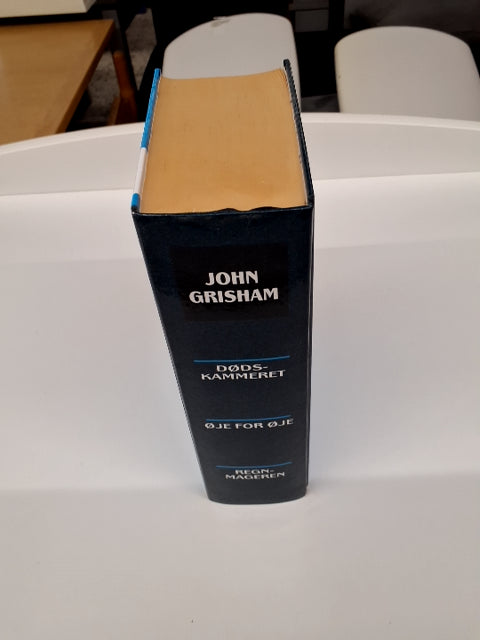 JOHN
GRISHAM
DØDS-
KAMMERET
ØJE FOR ØJE
REGN-
MAGEREN